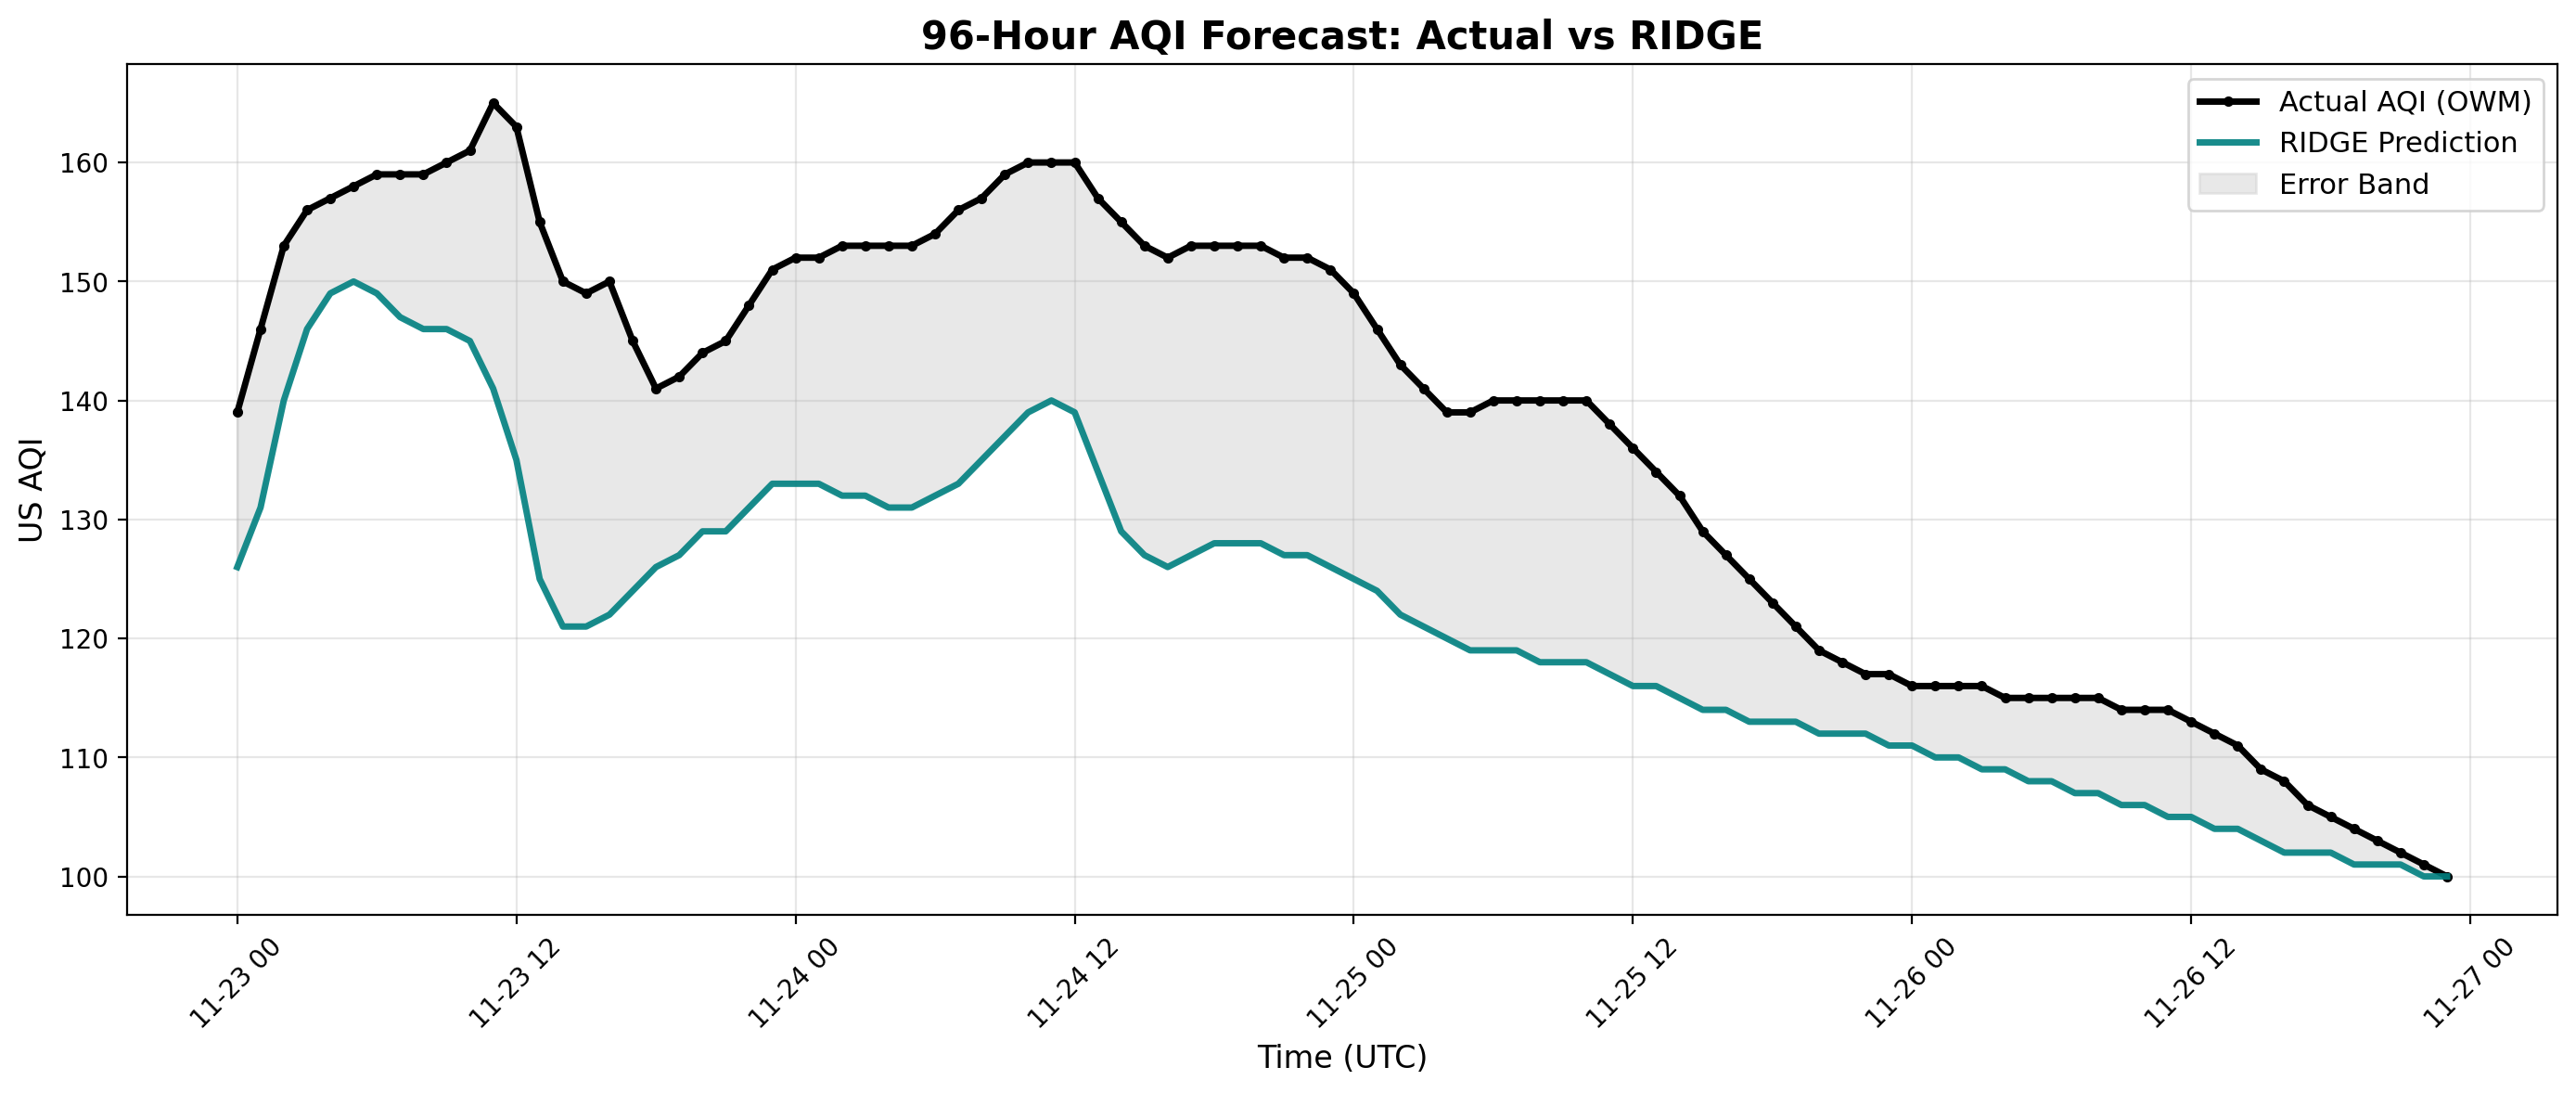 96-Hour AQI Forecast: Actual vs RIDGE
Actual AQI (OWM)
RIDGE Prediction
Error Band
US AQI
160
150
140
130
120
110
100
11-23 00
11-23 12
11-24 00
11-24 12
11-25 00
11-25 12
11-26 00
11-26 12
11-27 00
Time (UTC)